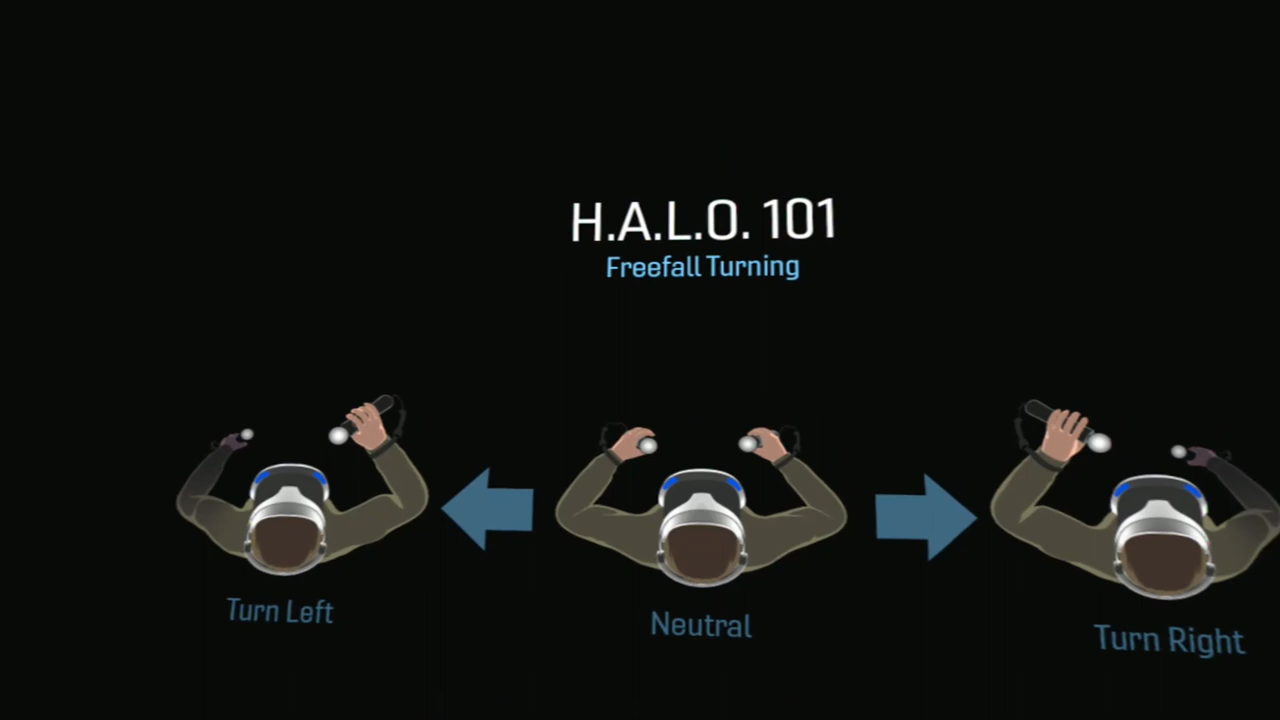 H.A.L.O. 101
Freefall Turning
Turn Left
Neutral
Turn Right